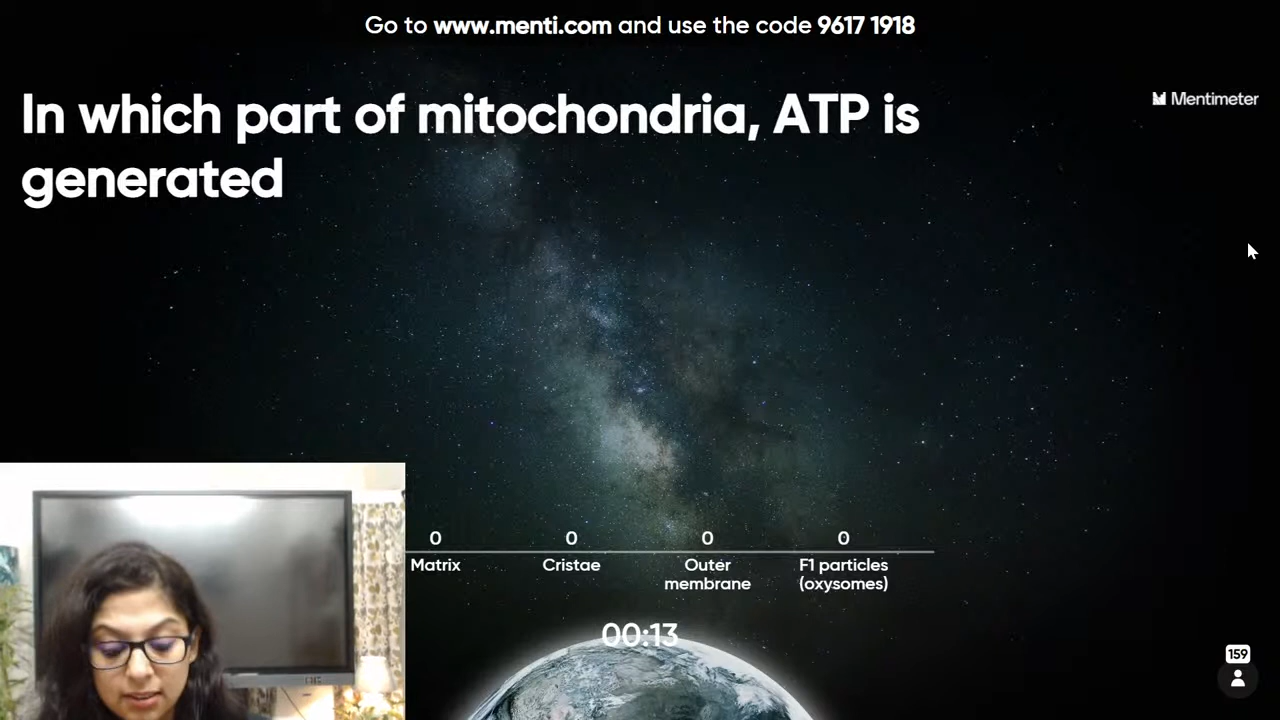 Go to www.menti.com and use the code 9617 1918
Mentimeter
In which part of mitochondria, ATP is
generated
0 0 0 0
Matrix Cristae Outer membrane F1 particles (oxysomes)
00:13
159